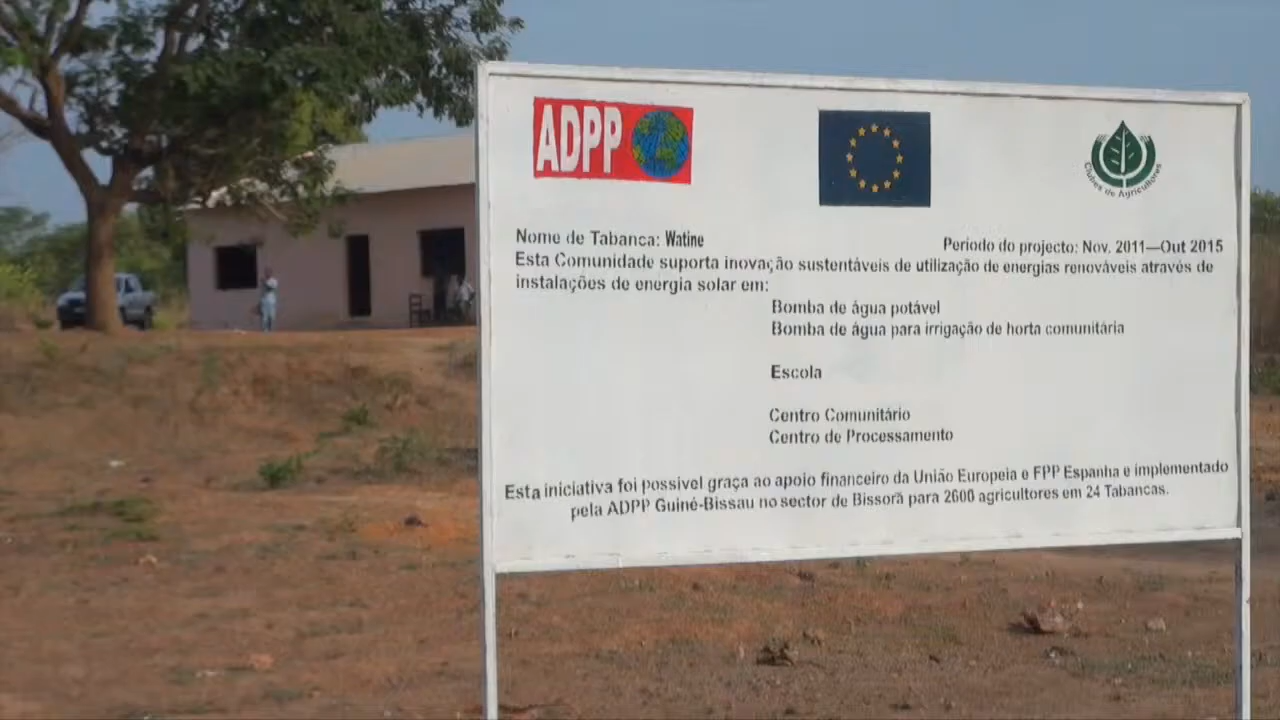 ADPP
Clubes de Agricultores
Nome de Tabanca: Watine
Periodo do projecto: Nov. 2011—Out 2015
Esta Comunidade suporta inovação sustentáveis de utilização de energias renováveis através de
instalações de energia solar em:
Bomba de água potável
Bomba de água para irrigação de horta comunitária
Escola
Centro Comunitário
Centro de Processamento
Esta iniciativa foi possivel graça ao apoio financeiro da União Europeia e FPP Espanha e implementado
pela ADPP Guiné-Bissau no sector de Bissorã para 2600 agricultores em 24 Tabancas.